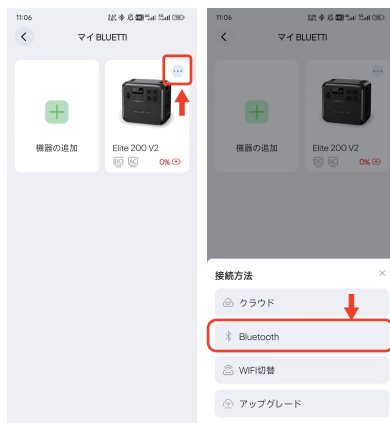 11:06
マイ BLUETTI
機器の追加
Elite 200 V2
DC AC 0%
11:06
マイ BLUETTI
機器の追加
Elite 200 V2
DC AC 0%
接続方法
クラウド
Bluetooth
WIFI切替
アップグレード